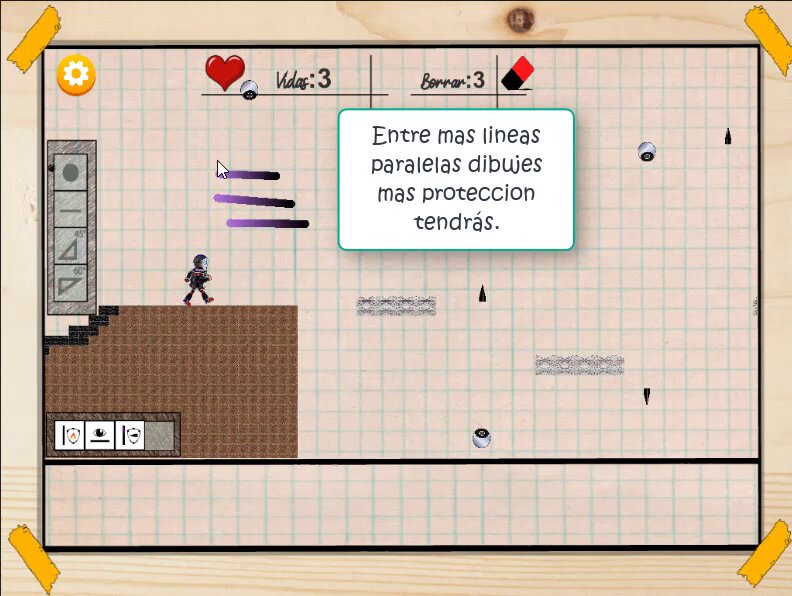 Vidas:3
Borrar:3
Entre mas lineas
paralelas dibujes
mas proteccion
tendrás.
45°
60°